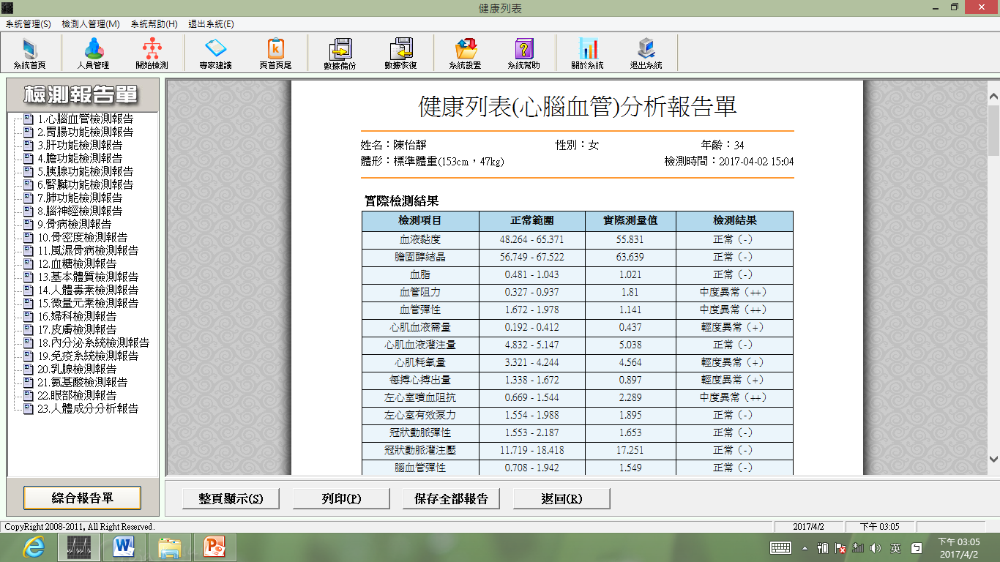 健康列表
系統管理(S) 檢測人管理(M) 系統幫助(H) 退出系統(E)
系統首頁 人員管理 開始檢測 專家建議 頁首頁尾 數據備份 數據恢復 系統設置 系統幫助 關於系統 退出系統
檢測報告單
1.心腦血管檢測報告
2.胃腸功能檢測報告
3.肝功能檢測報告
4.膽功能檢測報告
5.胰腺功能檢測報告
6.腎臟功能檢測報告
7.肺功能檢測報告
8.腦神經檢測報告
9.骨病檢測報告
10.骨密度檢測報告
11.風濕骨病檢測報告
12.血糖檢測報告
13.基本體質檢測報告
14.人體毒素檢測報告
15.微量元素檢測報告
16.婦科檢測報告
17.皮膚檢測報告
18.內分泌系統檢測報告
19.免疫系統檢測報告
20.乳腺檢測報告
21.氨基酸檢測報告
22.眼部檢測報告
23.人體成分分析報告
綜合報告單
健康列表(心腦血管)分析報告單
姓名：陳怡靜 性別：女 年齡：34
體形：標準體重(153cm，47kg) 檢測時間：2017-04-02 15:04
實際檢測結果
檢測項目 正常範圍 實際測量值 檢測結果
血液黏度 48.264 - 65.371 55.831 正常（-）
膽固醇結晶 56.749 - 67.522 63.639 正常（-）
血脂 0.481 - 1.043 1.021 正常（-）
血管阻力 0.327 - 0.937 1.81 中度異常（++）
血管彈性 1.672 - 1.978 1.141 中度異常（++）
心肌血液需量 0.192 - 0.412 0.437 輕度異常（+）
心肌血液灌注量 4.832 - 5.147 5.038 正常（-）
心肌耗氧量 3.321 - 4.244 4.564 輕度異常（+）
每搏心搏出量 1.338 - 1.672 0.897 輕度異常（+）
左心室噴血阻抗 0.669 - 1.544 2.289 中度異常（++）
左心室有效泵力 1.554 - 1.988 1.895 正常（-）
冠狀動脈彈性 1.553 - 2.187 1.653 正常（-）
冠狀動脈灌注壓 11.719 - 18.418 17.251 正常（-）
腦血管彈性 0.708 - 1.942 1.549 正常（-）
整頁顯示(S) 列印(P) 保存全部報告 返回(R)
CopyRight 2008-2011, All Right Reserved. 2017/4/2 下午 03:05
英 下午 03:05
2017/4/2